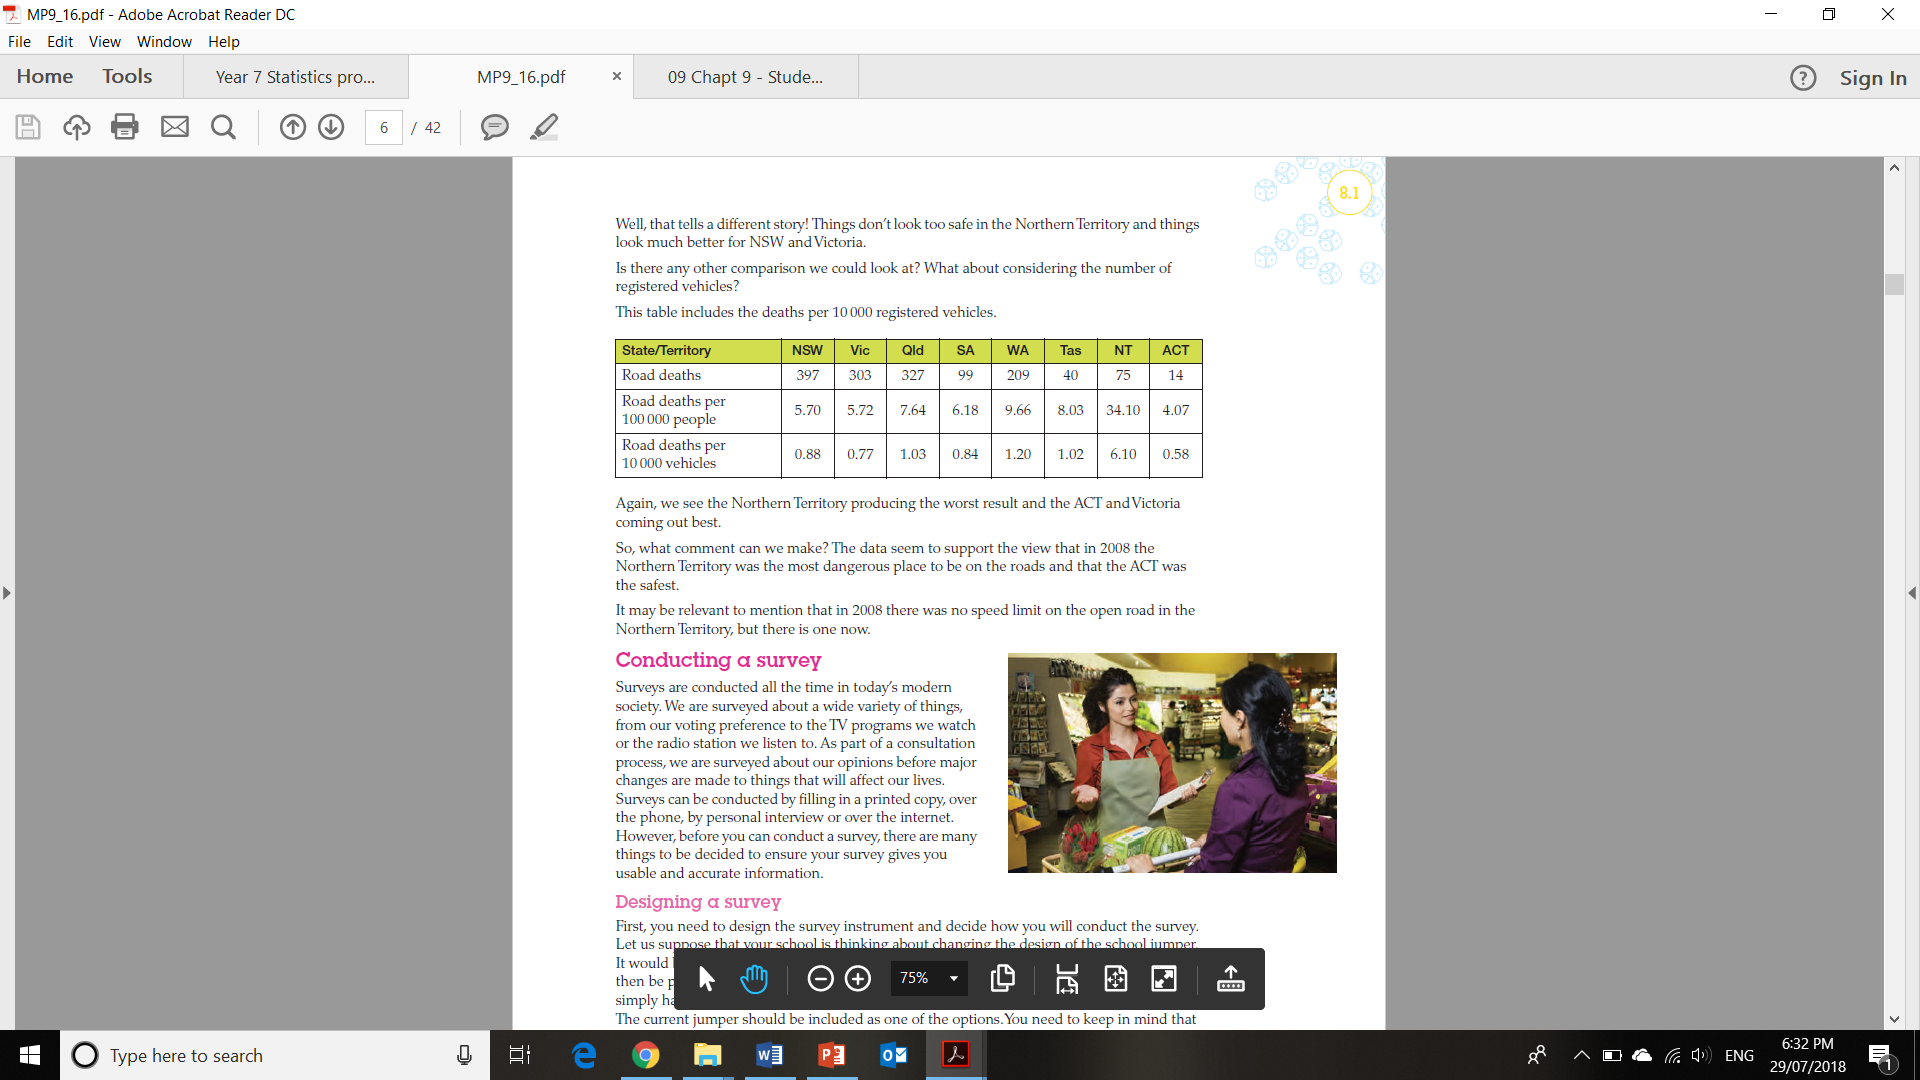 MP9_16.pdf - Adobe Acrobat Reader DC
File Edit View Window Help
Home Tools Year 7 Statistics pro... MP9_16.pdf × 09 Chapt 9 - Stude... ? Sign In
6 / 42
8.1
Well, that tells a different story! Things don't look too safe in the Northern Territory and things
look much better for NSW and Victoria.
Is there any other comparison we could look at? What about considering the number of
registered vehicles?
This table includes the deaths per 10 000 registered vehicles.
State/Territory NSW Vic Qld SA WA Tas NT ACT
Road deaths 397 303 327 99 209 40 75 14
Road deaths per
100 000 people 5.70 5.72 7.64 6.18 9.66 8.03 34.10 4.07
Road deaths per
10 000 vehicles 0.88 0.77 1.03 0.84 1.20 1.02 6.10 0.58
Again, we see the Northern Territory producing the worst result and the ACT and Victoria
coming out best.
So, what comment can we make? The data seem to support the view that in 2008 the
Northern Territory was the most dangerous place to be on the roads and that the ACT was
the safest.
It may be relevant to mention that in 2008 there was no speed limit on the open road in the
Northern Territory, but there is one now.
Conducting a survey
Surveys are conducted all the time in today's modern
society. We are surveyed about a wide variety of things,
from our voting preference to the TV programs we watch
or the radio station we listen to. As part of a consultation
process, we are surveyed about our opinions before major
changes are made to things that will affect our lives.
Surveys can be conducted by filling in a printed copy, over
the phone, by personal interview or over the internet.
However, before you can conduct a survey, there are many
things to be decided to ensure your survey gives you
usable and accurate information.
Designing a survey
First, you need to design the survey instrument and decide how you will conduct the survey.
Let us suppose that your school is thinking about changing the design of the school jumper.
It would
then be
simply
The current jumper should be included as one of the options. You need to keep in mind that
75%
Type here to search
ENG
6:32 PM
29/07/2018
1